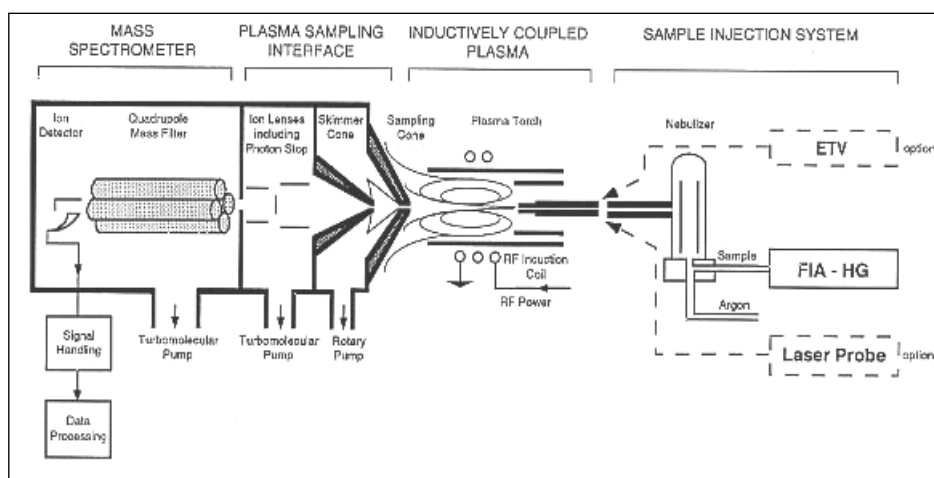 MASS
SPECTROMETER
PLASMA SAMPLING
INTERFACE
INDUCTIVELY COUPLED
PLASMA
SAMPLE INJECTION SYSTEM
Ion
Detector
Quadrupole
Mass Filter
Ion Lenses
including
Photon Stop
Skimmer
Cone
Sampling
Cone
Plasma Torch
Nebulizer
ETV
option
RF Induction
Coil
RF Power
Sample
FIA - HG
Argon
Signal
Handling
Turbomolecular
Pump
Turbomolecular
Pump
Rotary
Pump
Laser Probe
option
Data
Processing